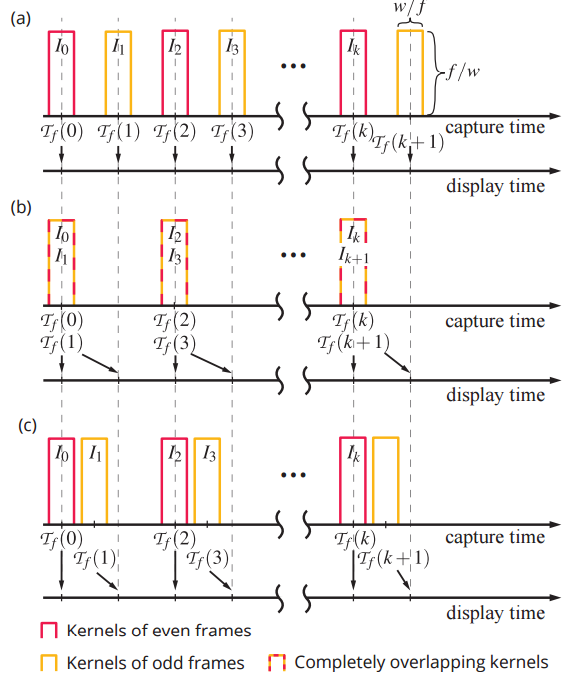 (a)
w/f
I₀ I₁ I₂ I₃ ... Iₖ
f/w
𝒯f(0) 𝒯f(1) 𝒯f(2) 𝒯f(3) 𝒯f(k) 𝒯f(k+1) capture time
display time
(b)
I₀ I₂ ... Iₖ
I₁ I₃ Iₖ₊₁
𝒯f(0) 𝒯f(2) 𝒯f(k) capture time
𝒯f(1) 𝒯f(3) 𝒯f(k+1)
display time
(c)
I₀ I₁ I₂ I₃ ... Iₖ
𝒯f(0) 𝒯f(2) 𝒯f(k) capture time
𝒯f(1) 𝒯f(3) 𝒯f(k+1)
display time
Kernels of even frames
Kernels of odd frames Completely overlapping kernels